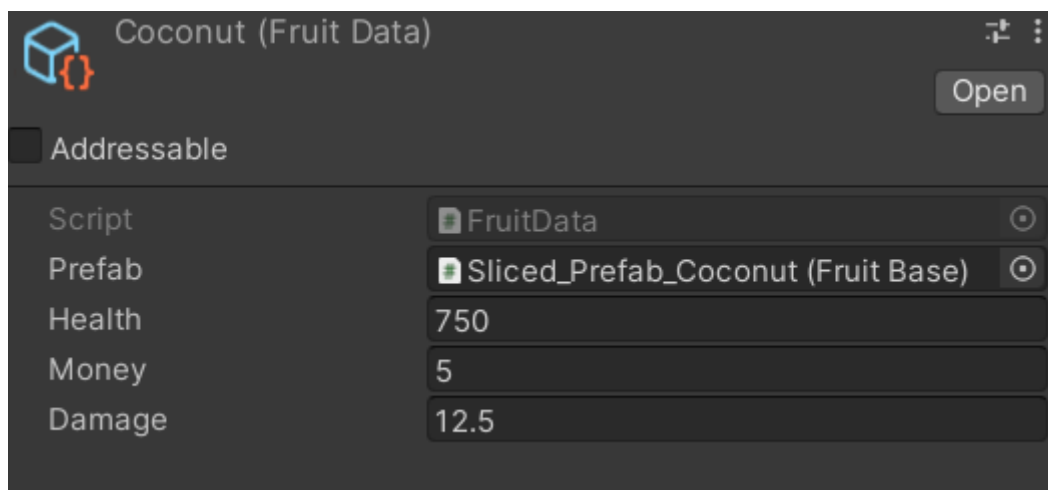 Coconut (Fruit Data)
Open
Addressable
Script # FruitData
Prefab # Sliced_Prefab_Coconut (Fruit Base)
Health 750
Money 5
Damage 12.5